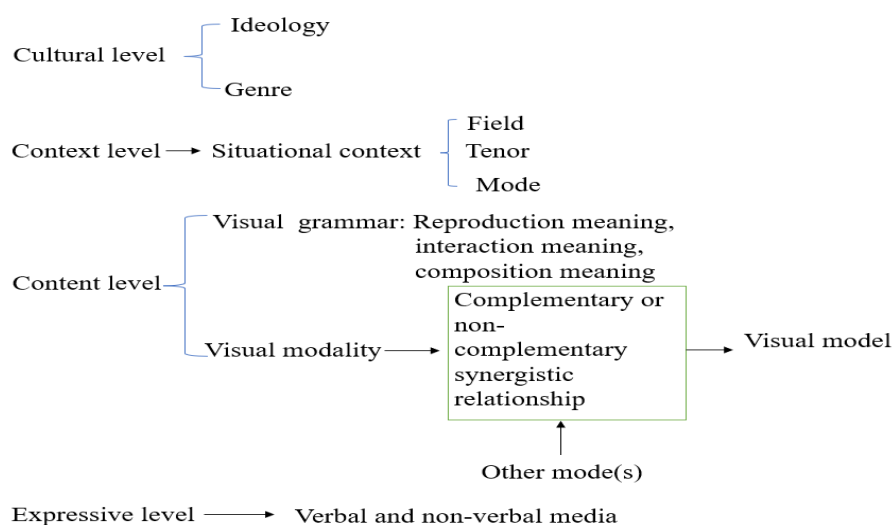 Ideology
Cultural level
Genre
Field
Context level
Situational context
Tenor
Mode
Visual grammar: Reproduction meaning,
interaction meaning,
composition meaning
Content level
Complementary or
non-
complementary
synergistic
relationship
Visual modality
Visual model
Other mode(s)
Expressive level
Verbal and non-verbal media